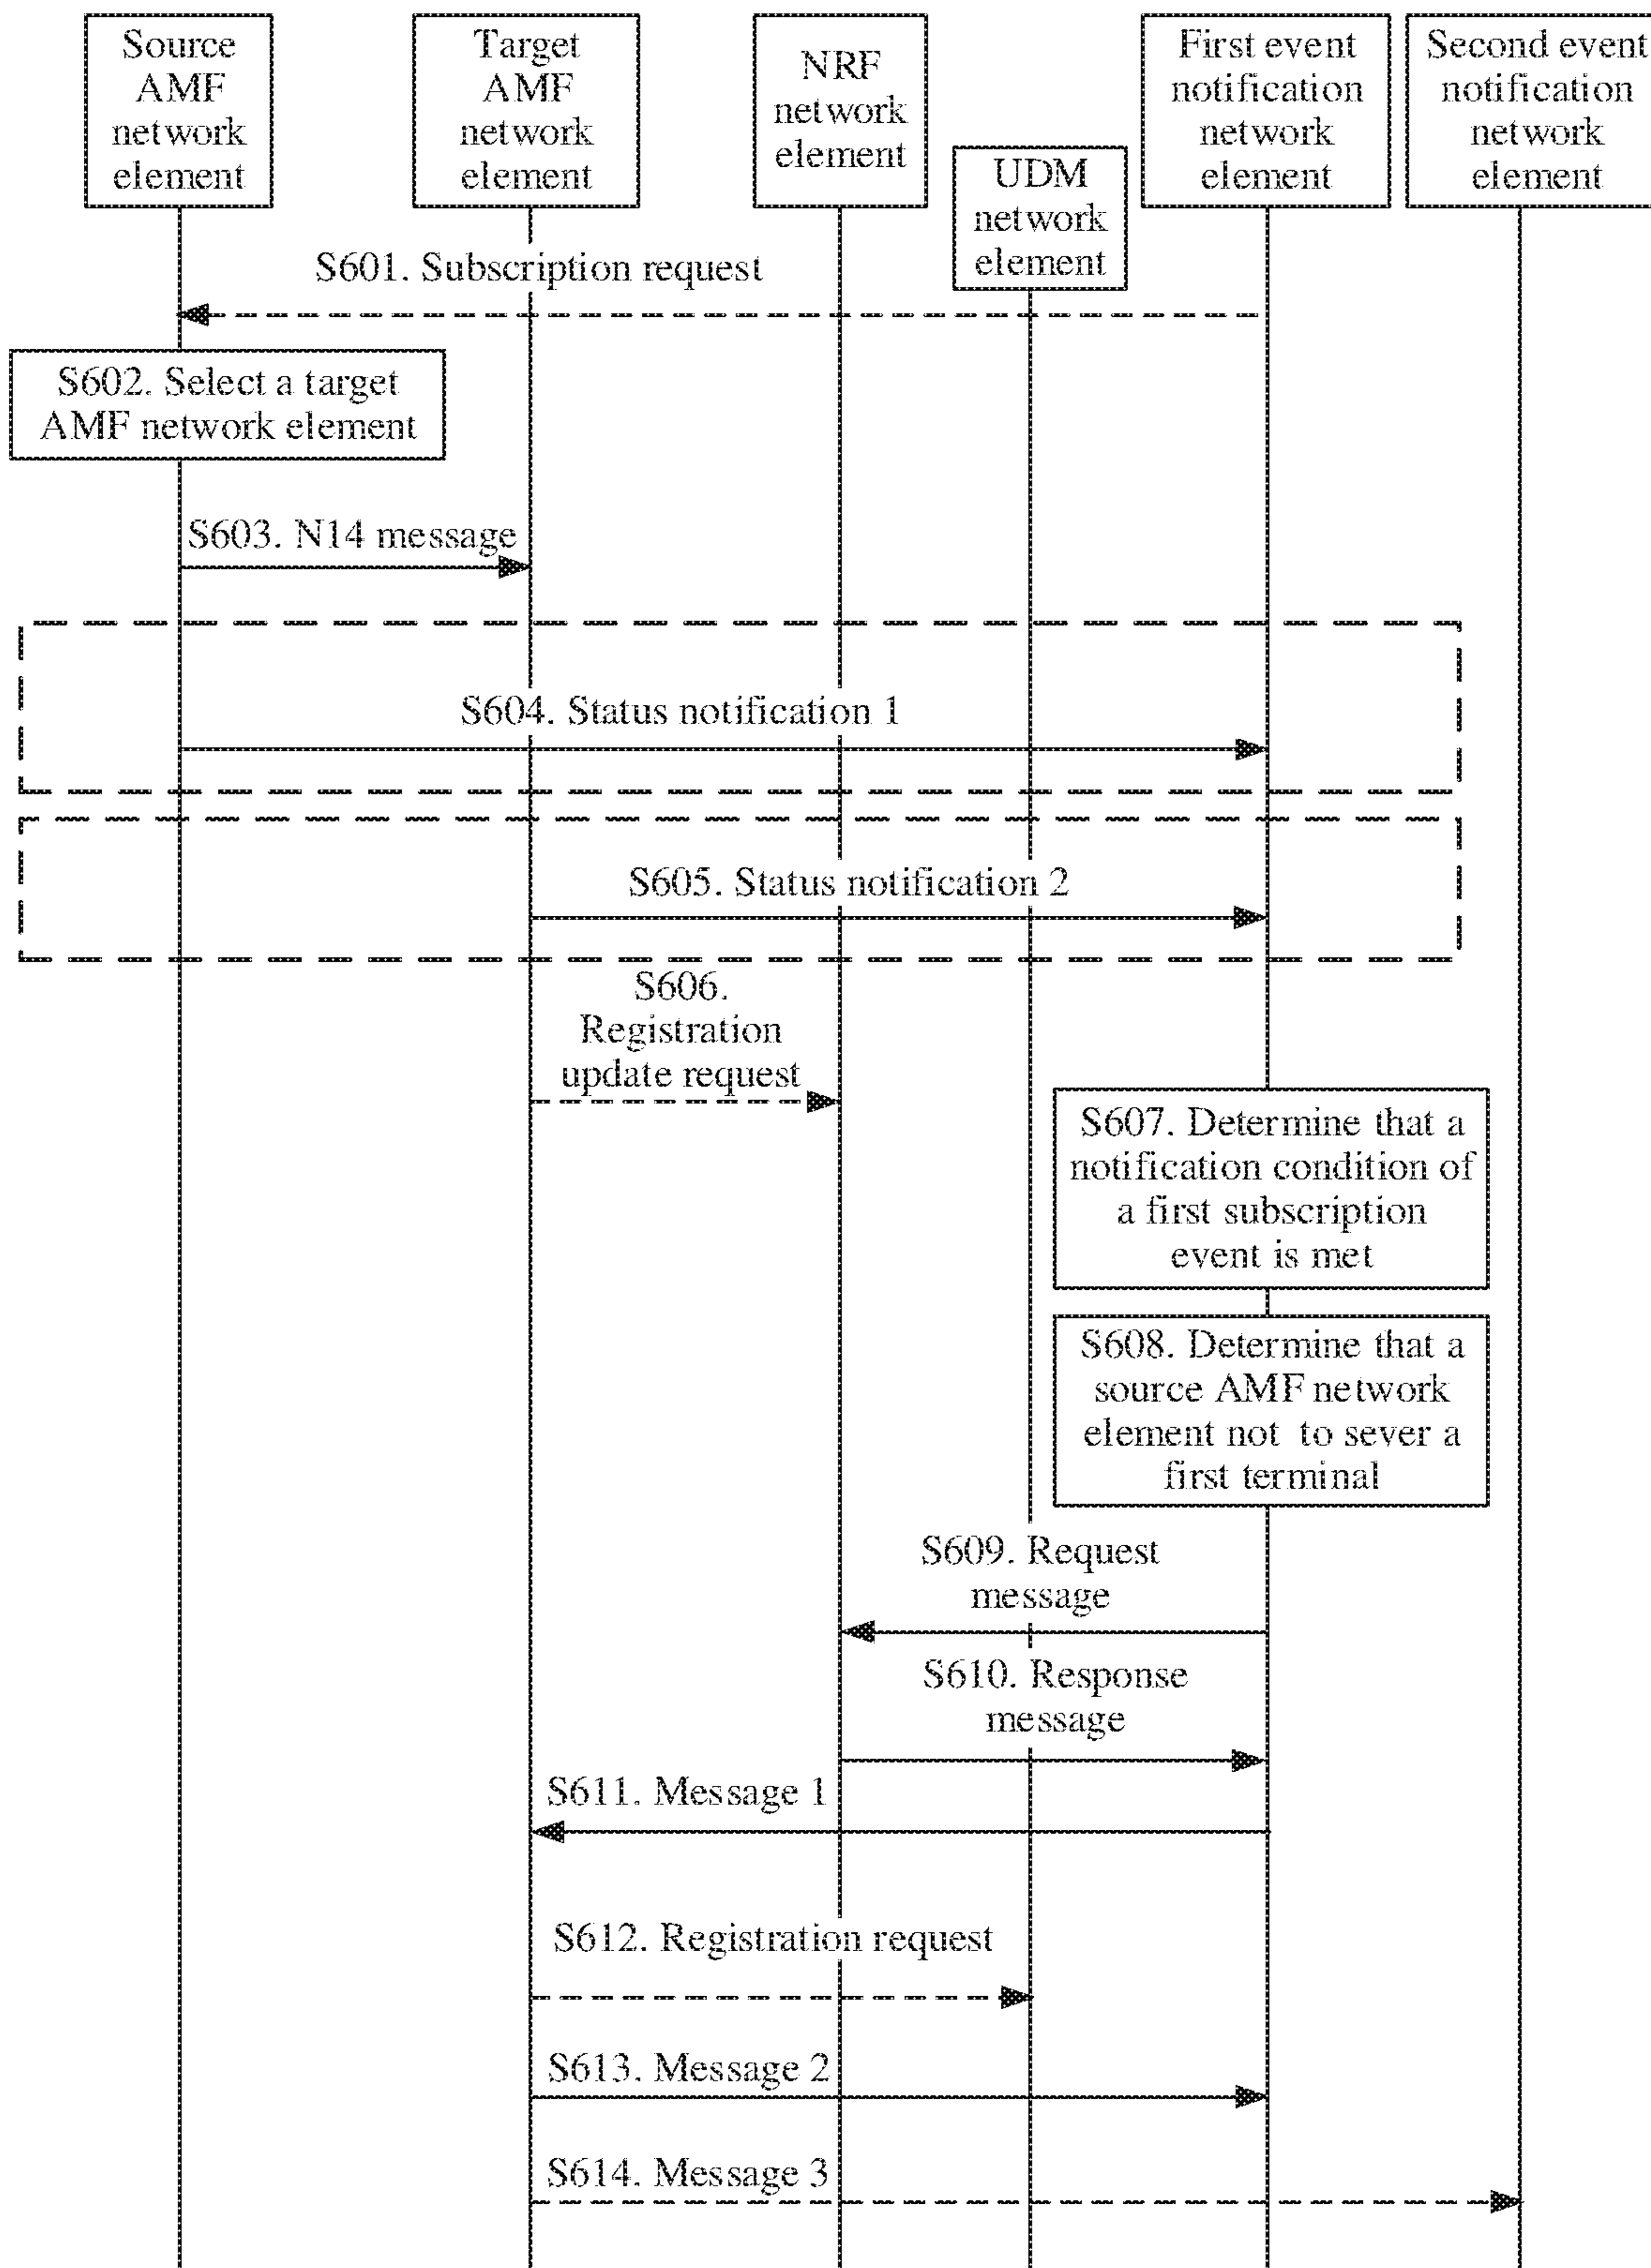 Source
AMF
network
element
Target
AMF
network
element
NRF
network
element
UDM
network
element
First event
notification
network
element
Second event
notification
network
element
S601. Subscription request
S602. Select a target
AMF network element
S603. N14 message
S604. Status notification 1
S605. Status notification 2
S606.
Registration
update request
S607. Determine that a
notification condition of
a first subscription
event is met
S608. Determine that a
source AMF network
element not to sever a
first terminal
S609. Request
message
S610. Response
message
S611. Message 1
S612. Registration request
S613. Message 2
S614. Message 3